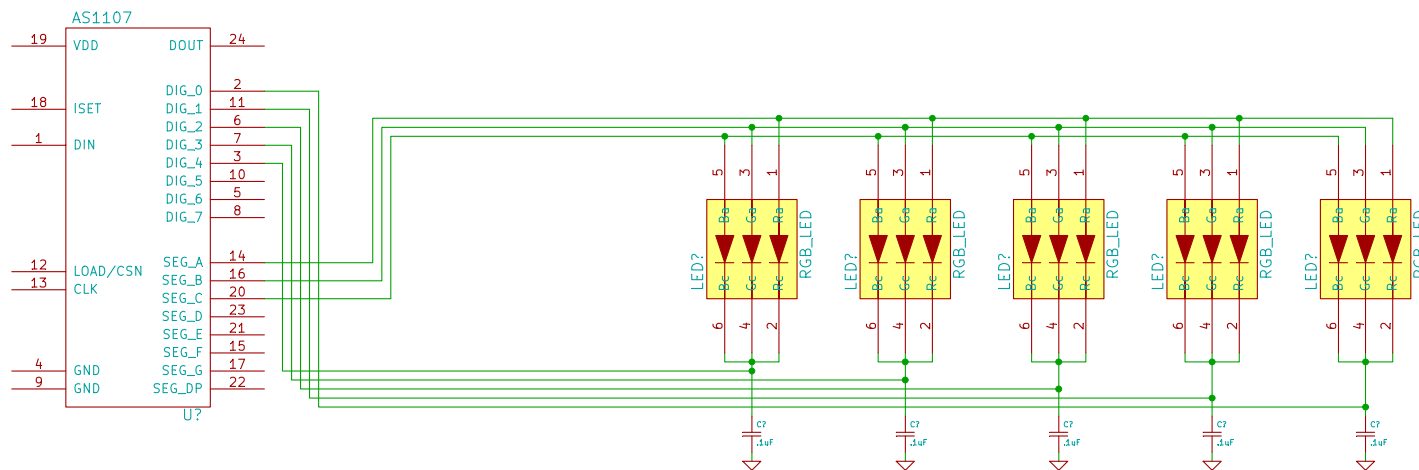 AS1107
19 VDD DOUT 24
DIG_0 2
18 ISET DIG_1 11
DIG_2 6
1 DIN DIG_3 7
DIG_4 3
DIG_5 10
DIG_6 5
DIG_7 8
SEG_A 14
12 LOAD/CSN SEG_B 16
13 CLK SEG_C 20
SEG_D 23
SEG_E 21
SEG_F 15
4 GND SEG_G 17
9 GND SEG_DP 22
U?
5 3 1
Ba Ga Ra
LED? RGB_LED
Bc Gc Rc
6 4 2
C?
.1uF
5 3 1
Ba Ga Ra
LED? RGB_LED
Bc Gc Rc
6 4 2
C?
.1uF
5 3 1
Ba Ga Ra
LED? RGB_LED
Bc Gc Rc
6 4 2
C?
.1uF
5 3 1
Ba Ga Ra
LED? RGB_LED
Bc Gc Rc
6 4 2
C?
.1uF
5 3 1
Ba Ga Ra
LED? RGB_LED
Bc Gc Rc
6 4 2
C?
.1uF